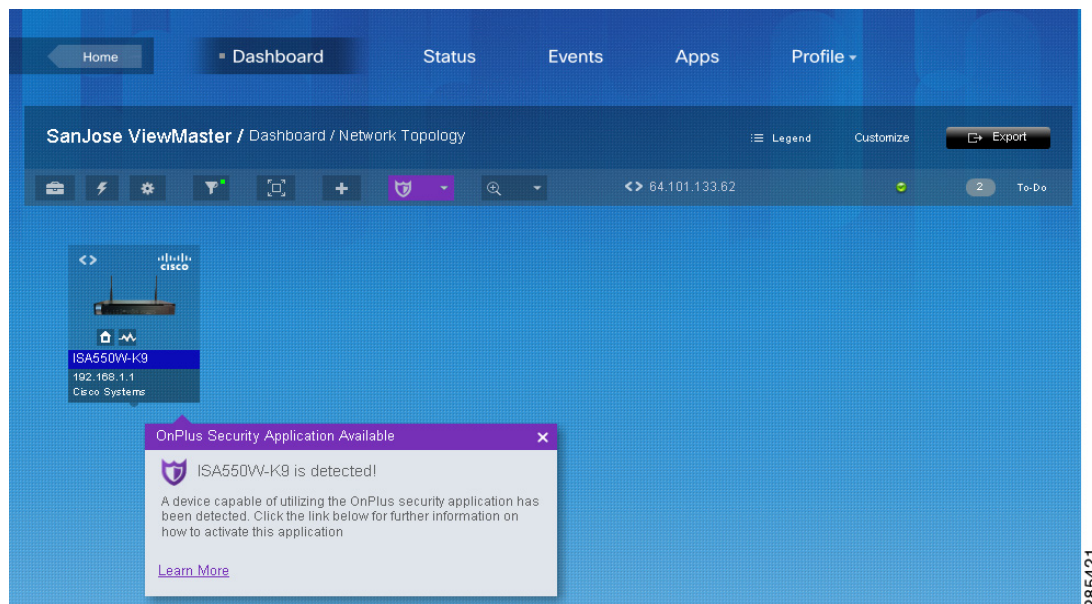 Home
Dashboard
Status
Events
Apps
Profile
SanJose ViewMaster / Dashboard / Network Topology
Legend
Customize
Export
<> 64.101.133.62
2
To-Do
<>
cisco
ISA550W-K9
192.168.1.1
Cisco Systems
OnPlus Security Application Available
ISA550W-K9 is detected!
A device capable of utilizing the OnPlus security application has
been detected. Click the link below for further information on
how to activate this application
Learn More
285421